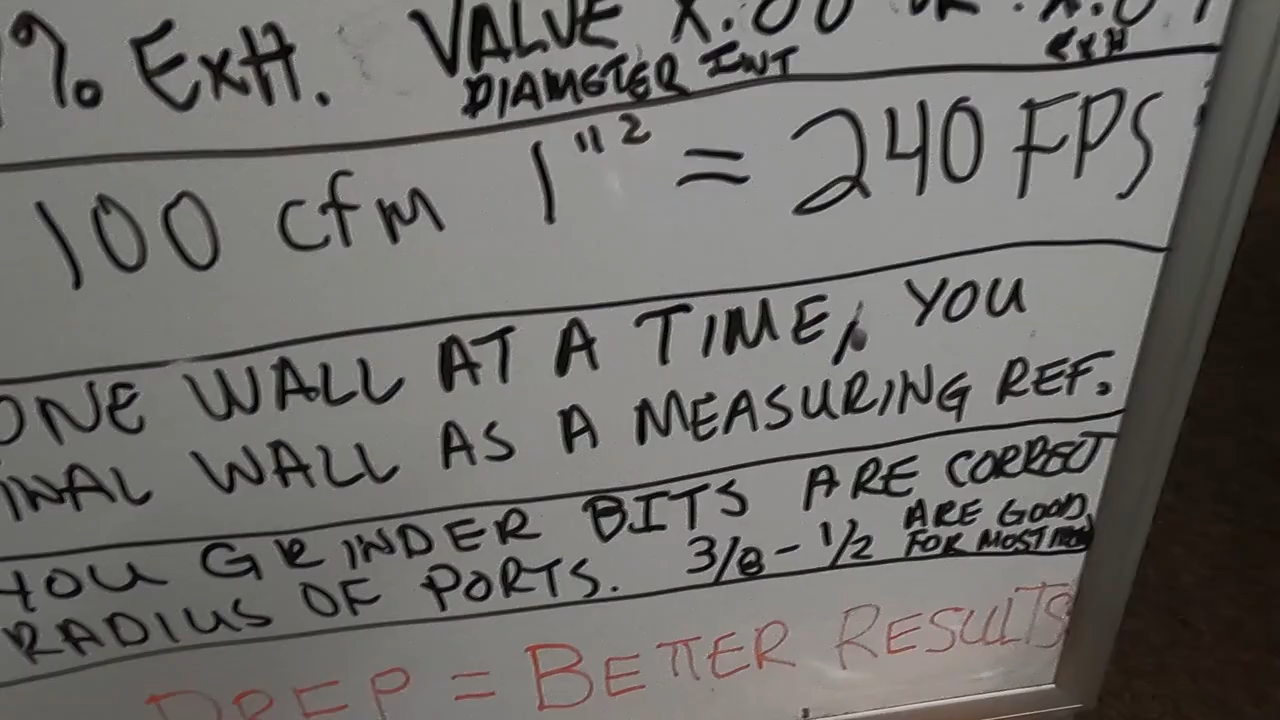 % EXH. VALVE X.
DIAMETER INT EXH
100 cfm 1"² = 240 FPS
ONE WALL AT A TIME, YOU
INAL WALL AS A MEASURING REF.
YOU GRINDER BITS ARE CORRECT
RADIUS OF PORTS. 3/8 - 1/2 ARE GOOD
FOR MOST
PREP = BETTER RESULTS